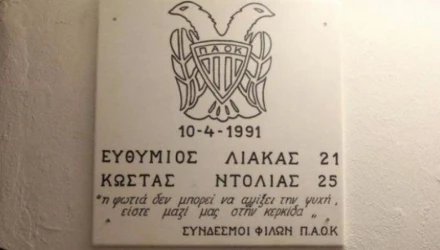 Π Α Ο Κ
10-4-1991
ΕΥΘΥΜΙΟΣ ΛΙΑΚΑΣ 21
ΚΩΣΤΑΣ ΝΤΟΛΙΑΣ 25
"η φωτιά δεν μπορεί να αγγίξει την ψυχή,
είστε μαζί μας στην κερκίδα"
ΣΥΝΔΕΣΜΟΙ ΦΙΛΩΝ Π.Α.Ο.Κ